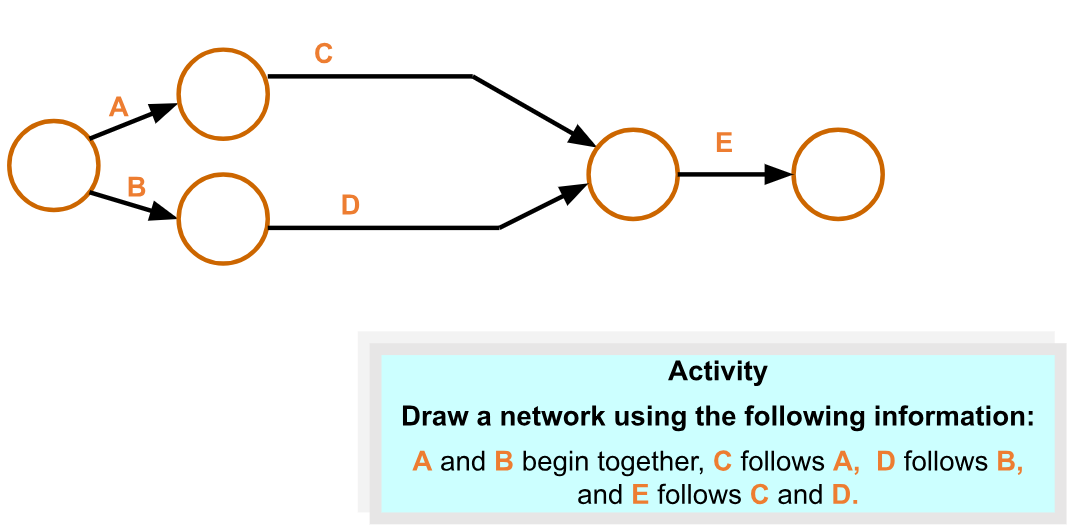 C
A
E
B
D
Activity
Draw a network using the following information:
A and B begin together, C follows A,  D follows B,
and E follows C and D.